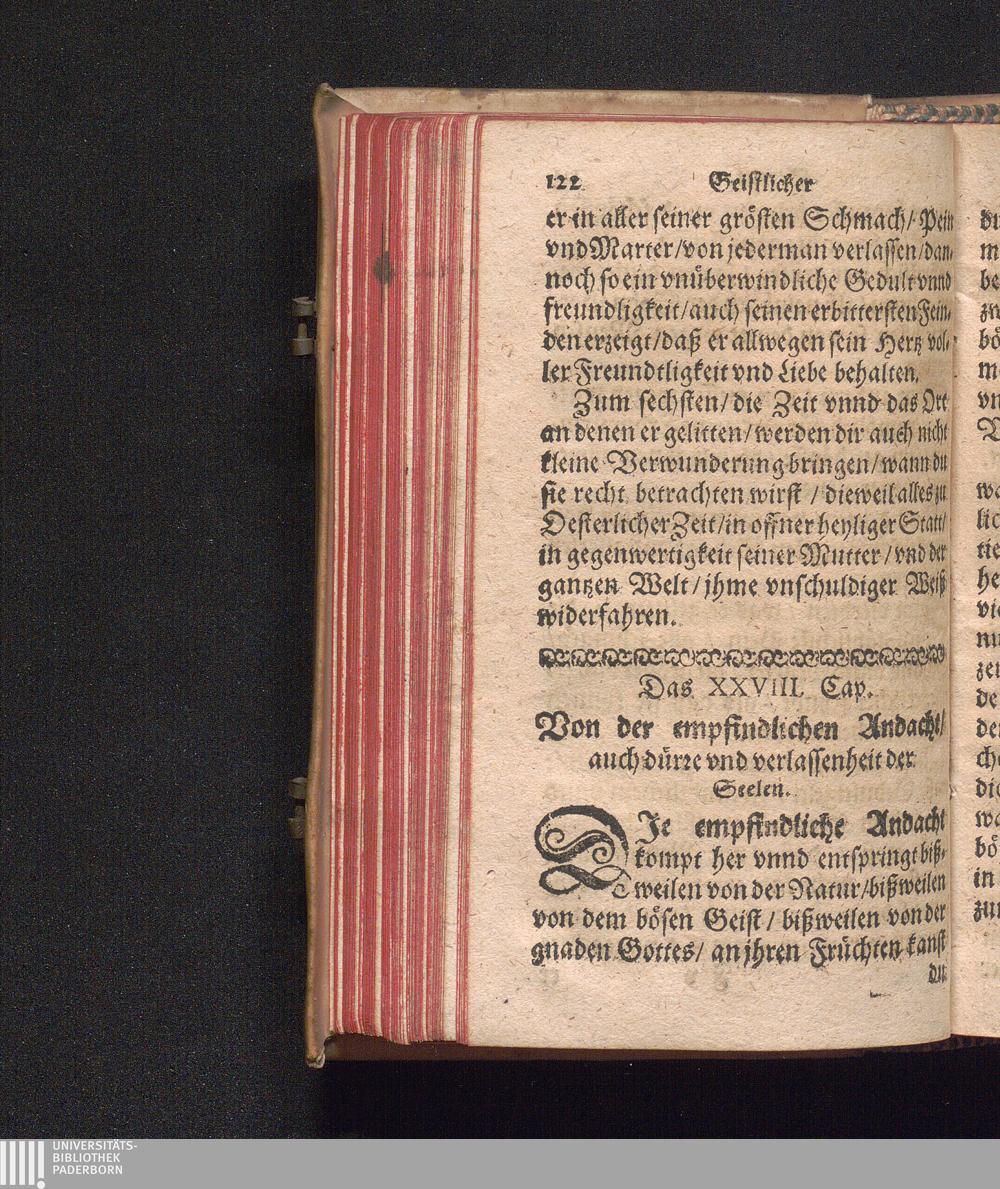 122 Geistlicher
er in aller seiner grösten Schmach/ Pein
vnd Marter/ von jederman verlassen/ dan-
noch so ein vnüberwindliche Gedult vnnd
freundligkeit/ auch seinen erbittersten Fein-
den erzeigt/ daß er allwegen sein Hertz vol-
ler Freundtligkeit vnd Liebe behalten.
Zum sechsten/ die Zeit vnnd das Ort
an denen er gelitten/ werden dir auch nicht
kleine Verwunderung bringen/ wann du
sie recht betrachten wirst / dieweil alles zu
Oesterlicher Zeit/ in offner heyliger Statt/
in gegenwertigkeit seiner Mutter/ vnd der
gantzen Welt/ jhme vnschuldiger Weiß
widerfahren.
Das XXVIII. Cap.
Von der empfindlichen Andacht/
auch dürre vnd verlassenheit der
Seelen.
DIe empfindliche Andacht
kompt her vnnd entspringt biß-
weilen von der Natur/ bißweilen
von dem bösen Geist/ bißweilen von der
gnaden Gottes/ an jhren Früchten kanst
du
UNIVERSITÄTS-
BIBLIOTHEK
PADERBORN